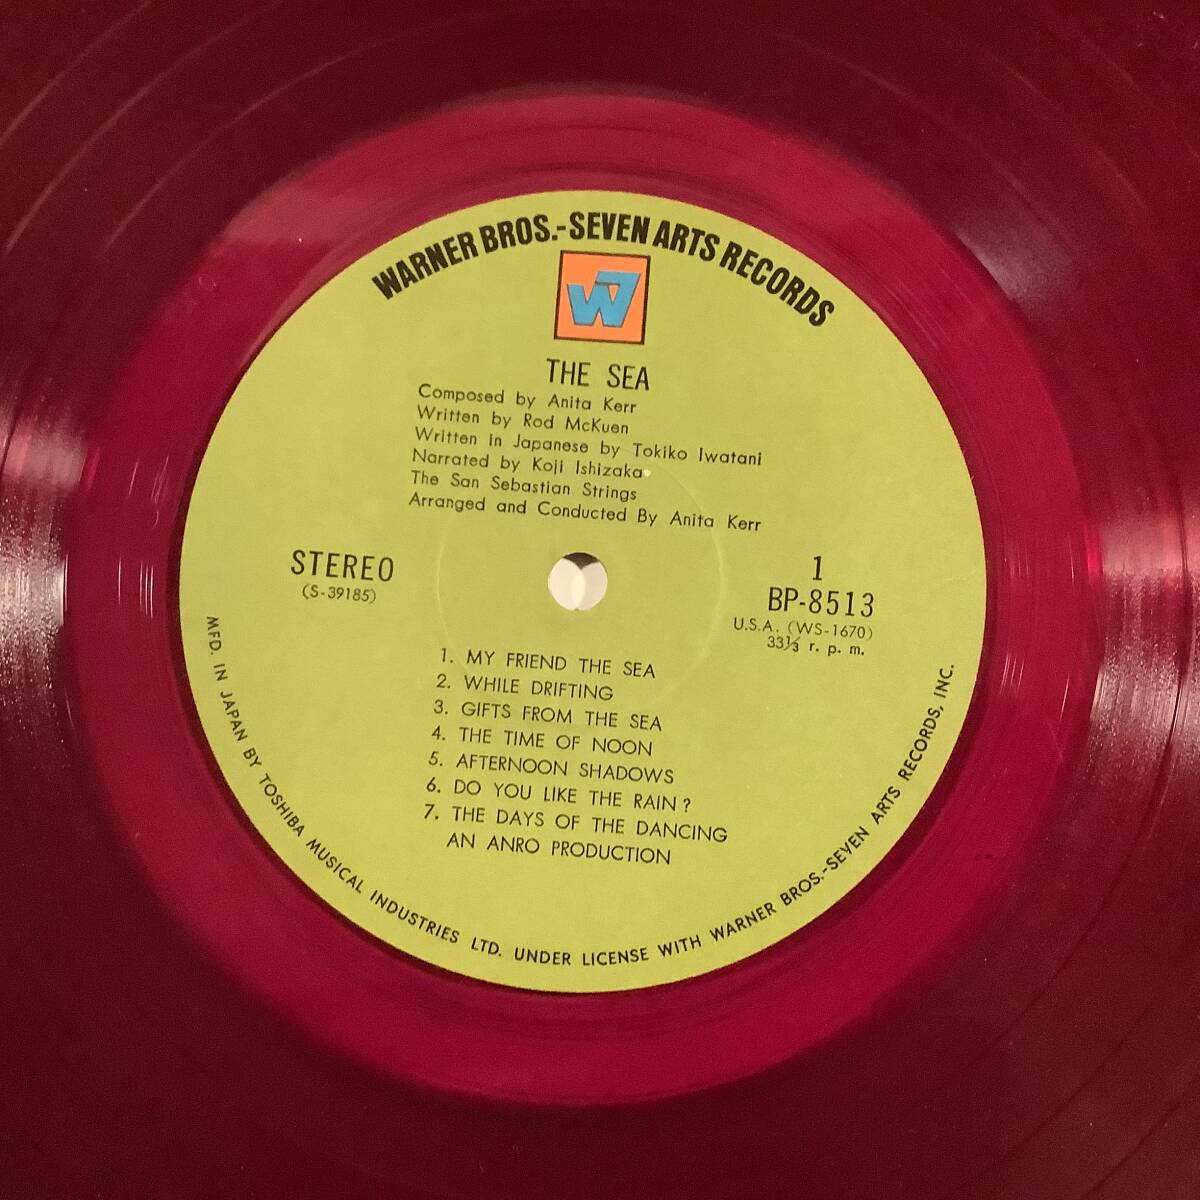 WARNER BROS.-SEVEN ARTS RECORDS
W7
THE SEA
Composed by Anita Kerr
Written by Rod McKuen
Written in Japanese by Tokiko Iwatani
Narrated by Koji Ishizaka
The San Sebastian Strings
Arranged and Conducted By Anita Kerr
STEREO
(S-39185)
1
BP-8513
U.S.A. (WS-1670)
33⅓ r. p. m.
1. MY FRIEND THE SEA
2. WHILE DRIFTING
3. GIFTS FROM THE SEA
4. THE TIME OF NOON
5. AFTERNOON SHADOWS
6. DO YOU LIKE THE RAIN?
7. THE DAYS OF THE DANCING
AN ANRO PRODUCTION
MFD. IN JAPAN BY TOSHIBA MUSICAL INDUSTRIES LTD. UNDER LICENSE WITH WARNER BROS.-SEVEN ARTS RECORDS, INC.